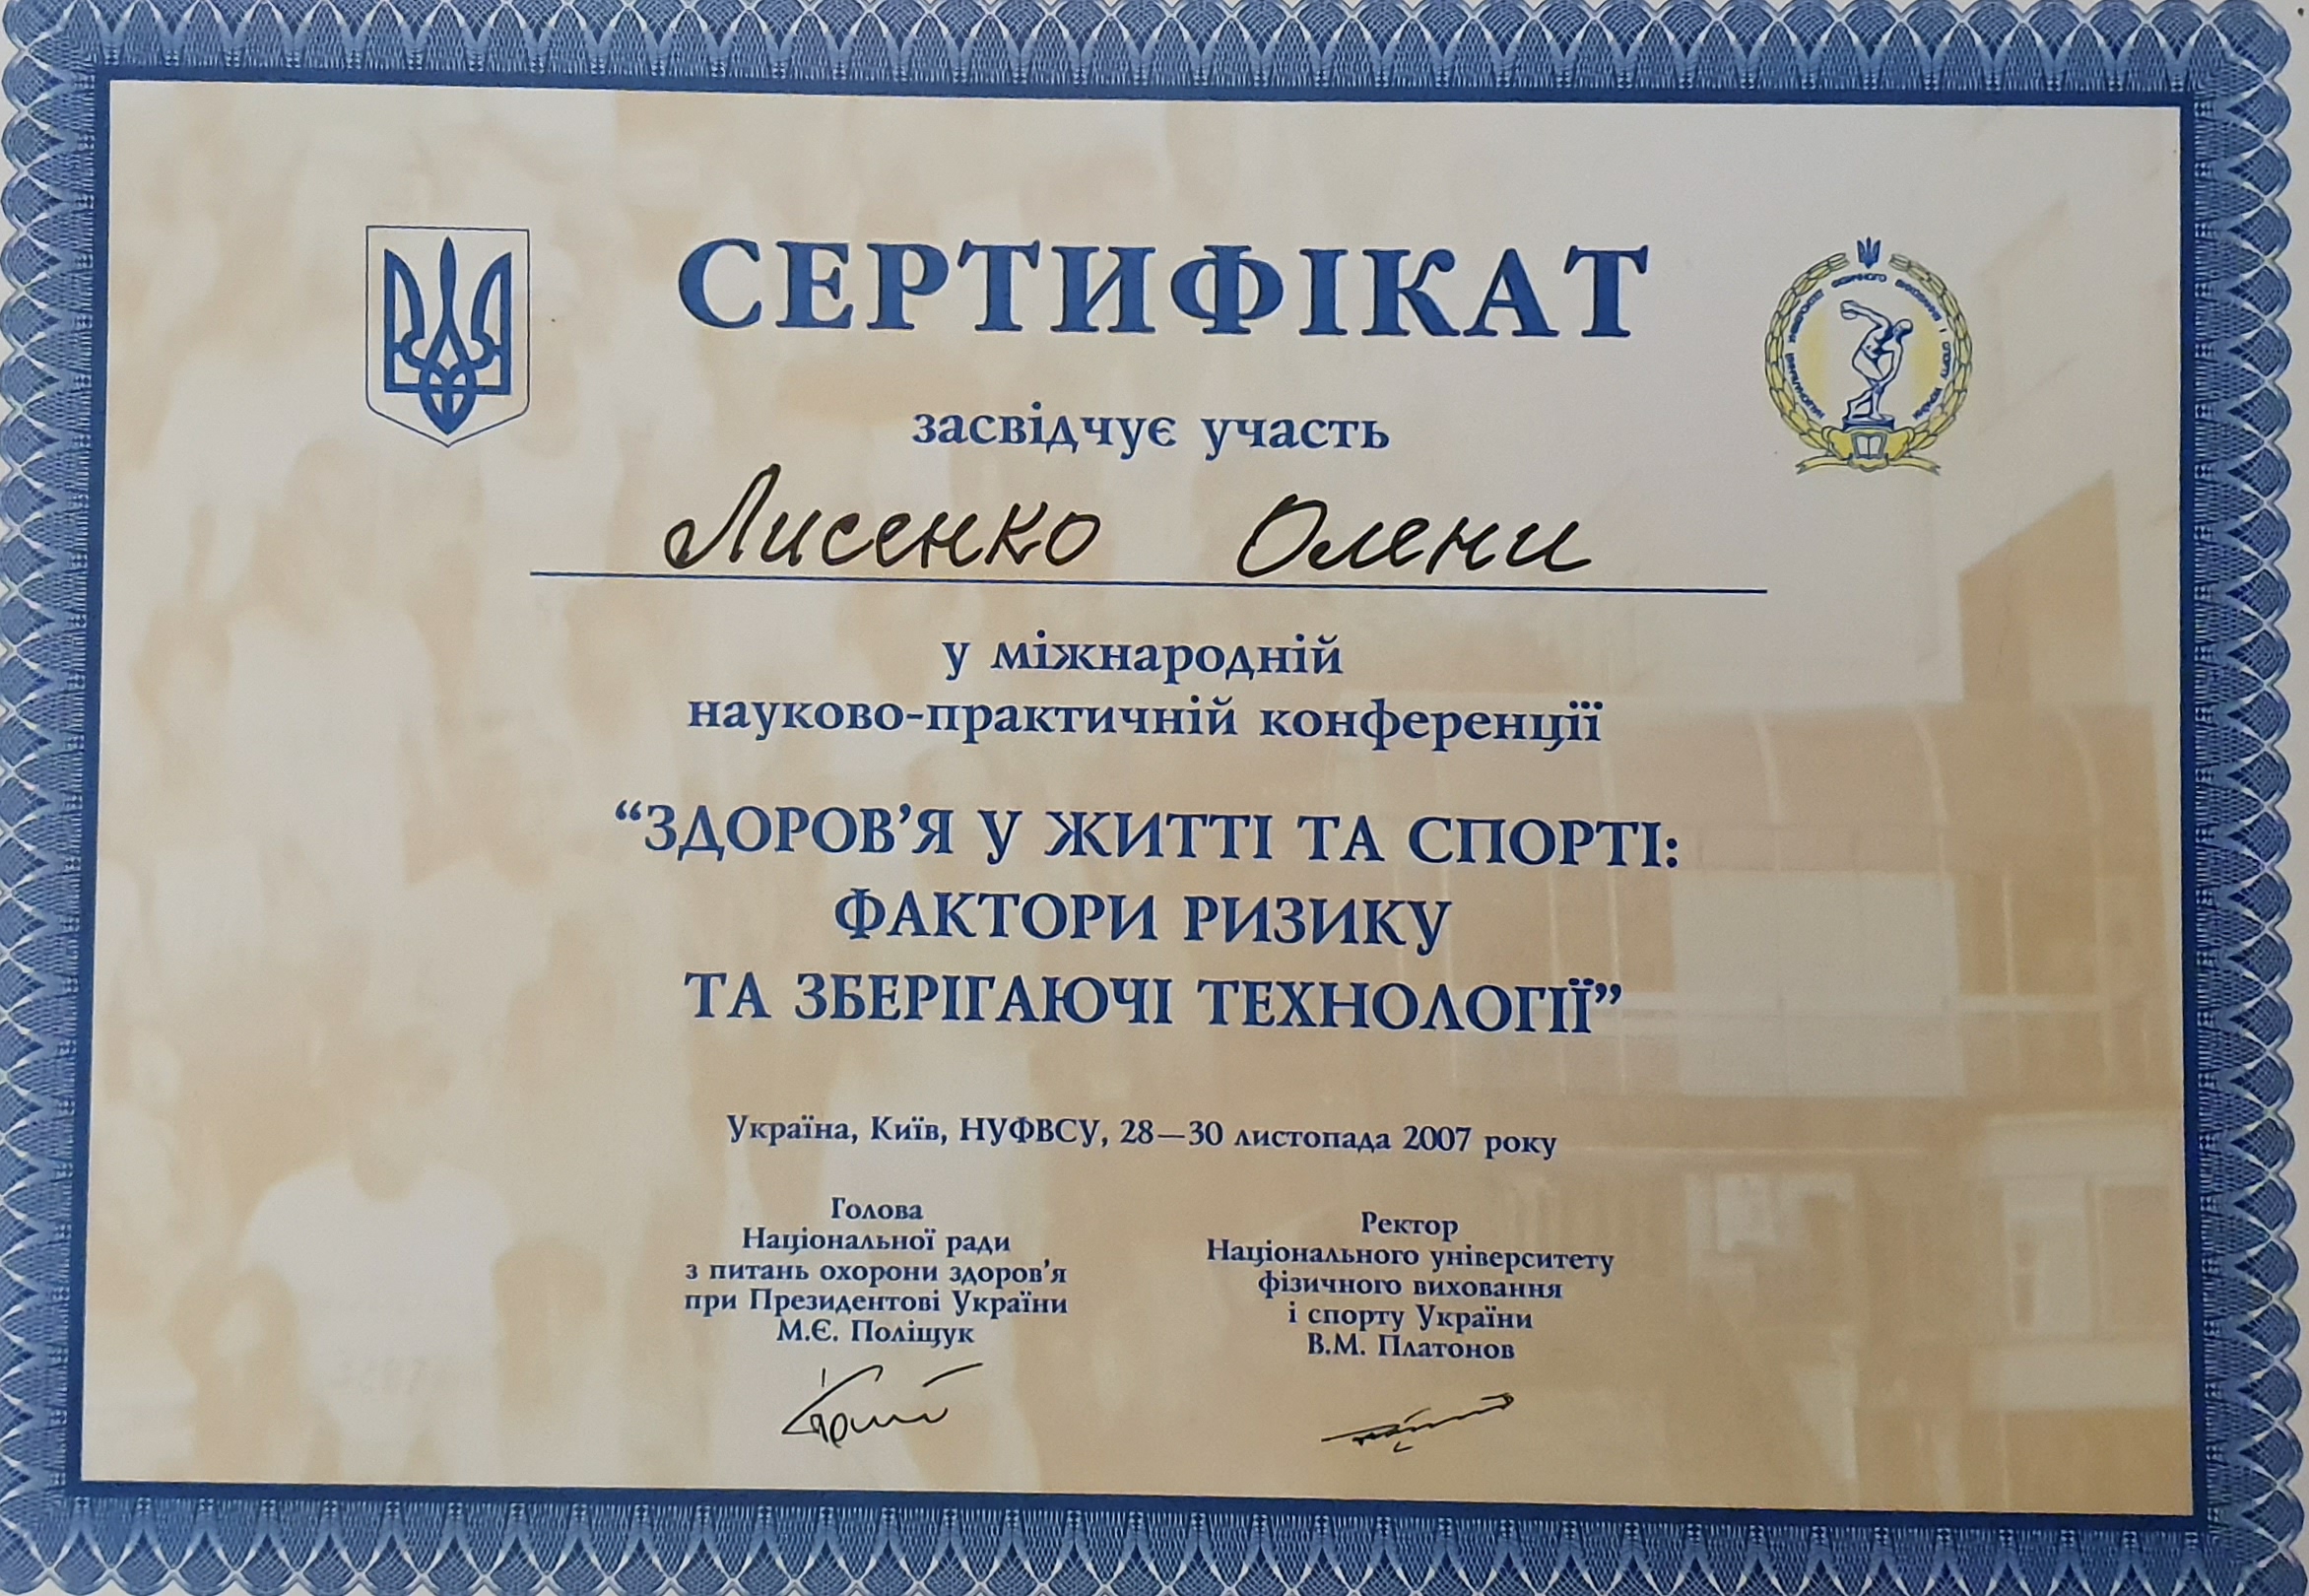 СЕРТИФІКАТ
засвідчує участь
Лисенко Олени
у міжнародній
науково-практичній конференції
“ЗДОРОВ’Я У ЖИТТІ ТА СПОРТІ:
ФАКТОРИ РИЗИКУ
ТА ЗБЕРІГАЮЧІ ТЕХНОЛОГІЇ”
Україна, Київ, НУФВСУ, 28—30 листопада 2007 року
Голова
Національної ради
з питань охорони здоров’я
при Президентові України
М.Є. Поліщук
Ректор
Національного університету
фізичного виховання
і спорту України
В.М. Платонов